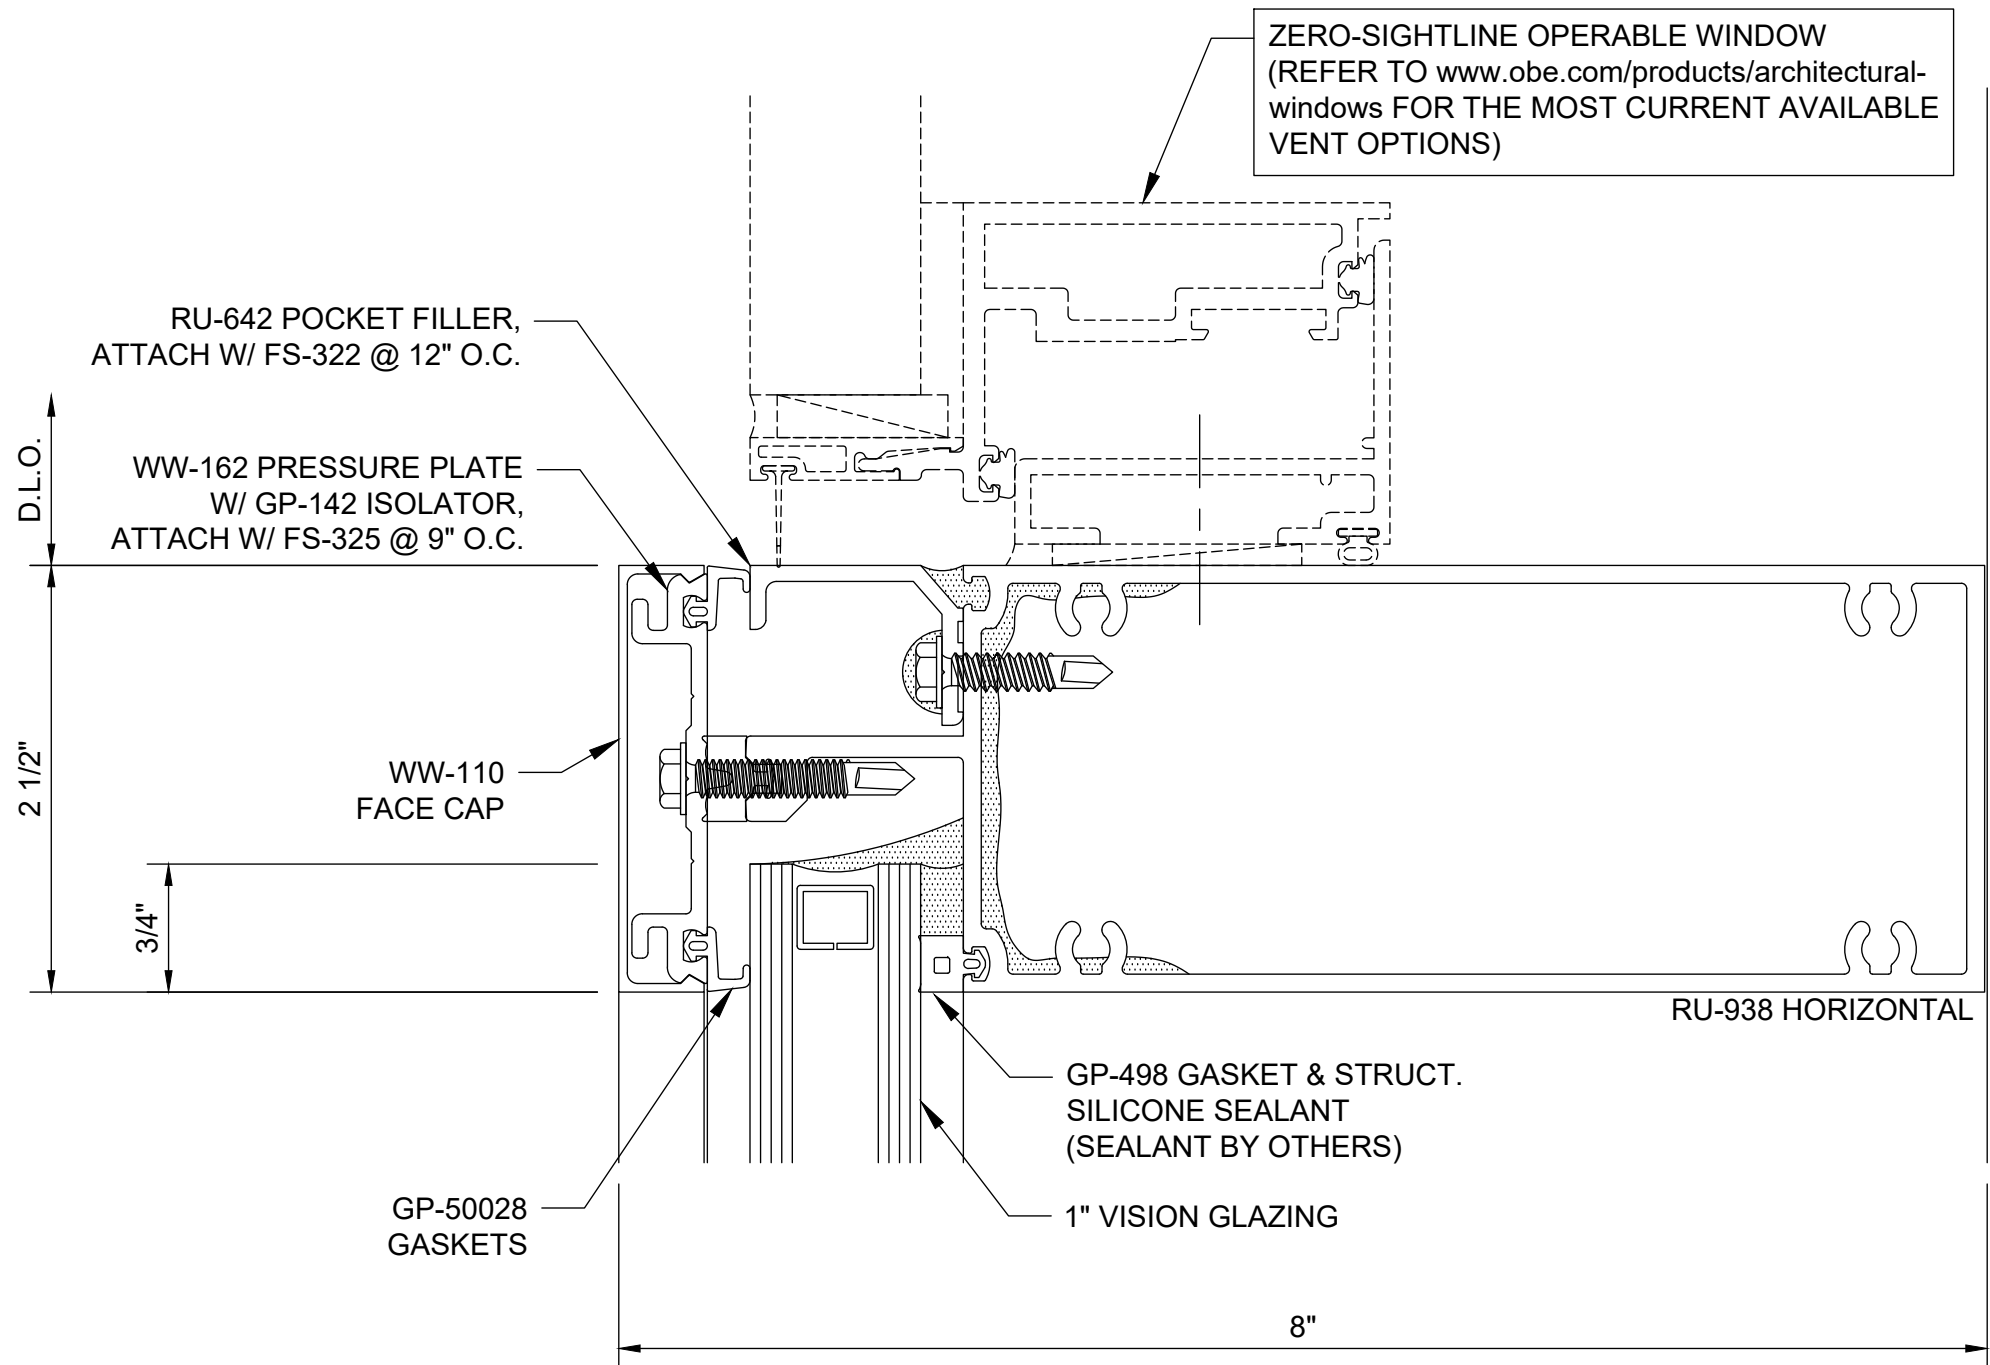 ZERO-SIGHTLINE OPERABLE WINDOW
(REFER TO www.obe.com/products/architectural-
windows FOR THE MOST CURRENT AVAILABLE
VENT OPTIONS)
RU-642 POCKET FILLER,
ATTACH W/ FS-322 @ 12" O.C.
D.L.O.
WW-162 PRESSURE PLATE
W/ GP-142 ISOLATOR,
ATTACH W/ FS-325 @ 9" O.C.
2 1/2"
WW-110
FACE CAP
3/4"
RU-938 HORIZONTAL
GP-498 GASKET & STRUCT.
SILICONE SEALANT
(SEALANT BY OTHERS)
GP-50028
GASKETS
1" VISION GLAZING
8"